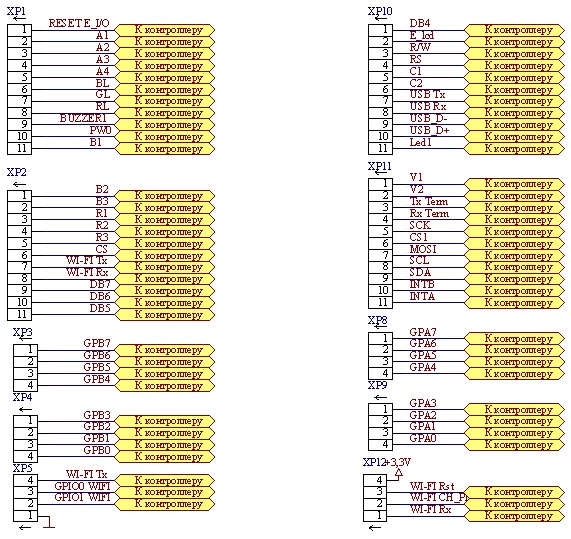 XP1
1 RESET E_I/O К контроллеру
2 A1 К контроллеру
3 A2 К контроллеру
4 A3 К контроллеру
5 A4 К контроллеру
6 BL К контроллеру
7 GL К контроллеру
8 RL К контроллеру
9 BUZZER1 К контроллеру
10 PW0 К контроллеру
11 B1 К контроллеру
XP2
1 B2 К контроллеру
2 B3 К контроллеру
3 R1 К контроллеру
4 R2 К контроллеру
5 R3 К контроллеру
6 CS К контроллеру
7 WI-FI Tx К контроллеру
8 WI-FI Rx К контроллеру
9 DB7 К контроллеру
10 DB6 К контроллеру
11 DB5 К контроллеру
XP3
1 GPB7 К контроллеру
2 GPB6 К контроллеру
3 GPB5 К контроллеру
4 GPB4 К контроллеру
XP4
1 GPB3 К контроллеру
2 GPB2 К контроллеру
3 GPB1 К контроллеру
4 GPB0 К контроллеру
XP5
4 WI-FI Tx К контроллеру
3 GPIO0 WIFI К контроллеру
2 GPIO1 WIFI К контроллеру
1
XP10
1 DB4 К контроллеру
2 E_lcd К контроллеру
3 R/W К контроллеру
4 RS К контроллеру
5 C1 К контроллеру
6 C2 К контроллеру
7 USB Tx К контроллеру
8 USB Rx К контроллеру
9 USB_D- К контроллеру
10 USB_D+ К контроллеру
11 Led1 К контроллеру
XP11
1 V1 К контроллеру
2 V2 К контроллеру
3 Tx Term К контроллеру
4 Rx Term К контроллеру
5 SCK К контроллеру
6 CS1 К контроллеру
7 MOSI К контроллеру
8 SCL К контроллеру
9 SDA К контроллеру
10 INTB К контроллеру
11 INTA К контроллеру
XP8
1 GPA7 К контроллеру
2 GPA6 К контроллеру
3 GPA5 К контроллеру
4 GPA4 К контроллеру
XP9
1 GPA3 К контроллеру
2 GPA2 К контроллеру
3 GPA1 К контроллеру
4 GPA0 К контроллеру
XP12 +3,3V
4
3 WI-FI Rst К контроллеру
2 WI-FI CH_P К контроллеру
1 WI-FI Rx К контроллеру